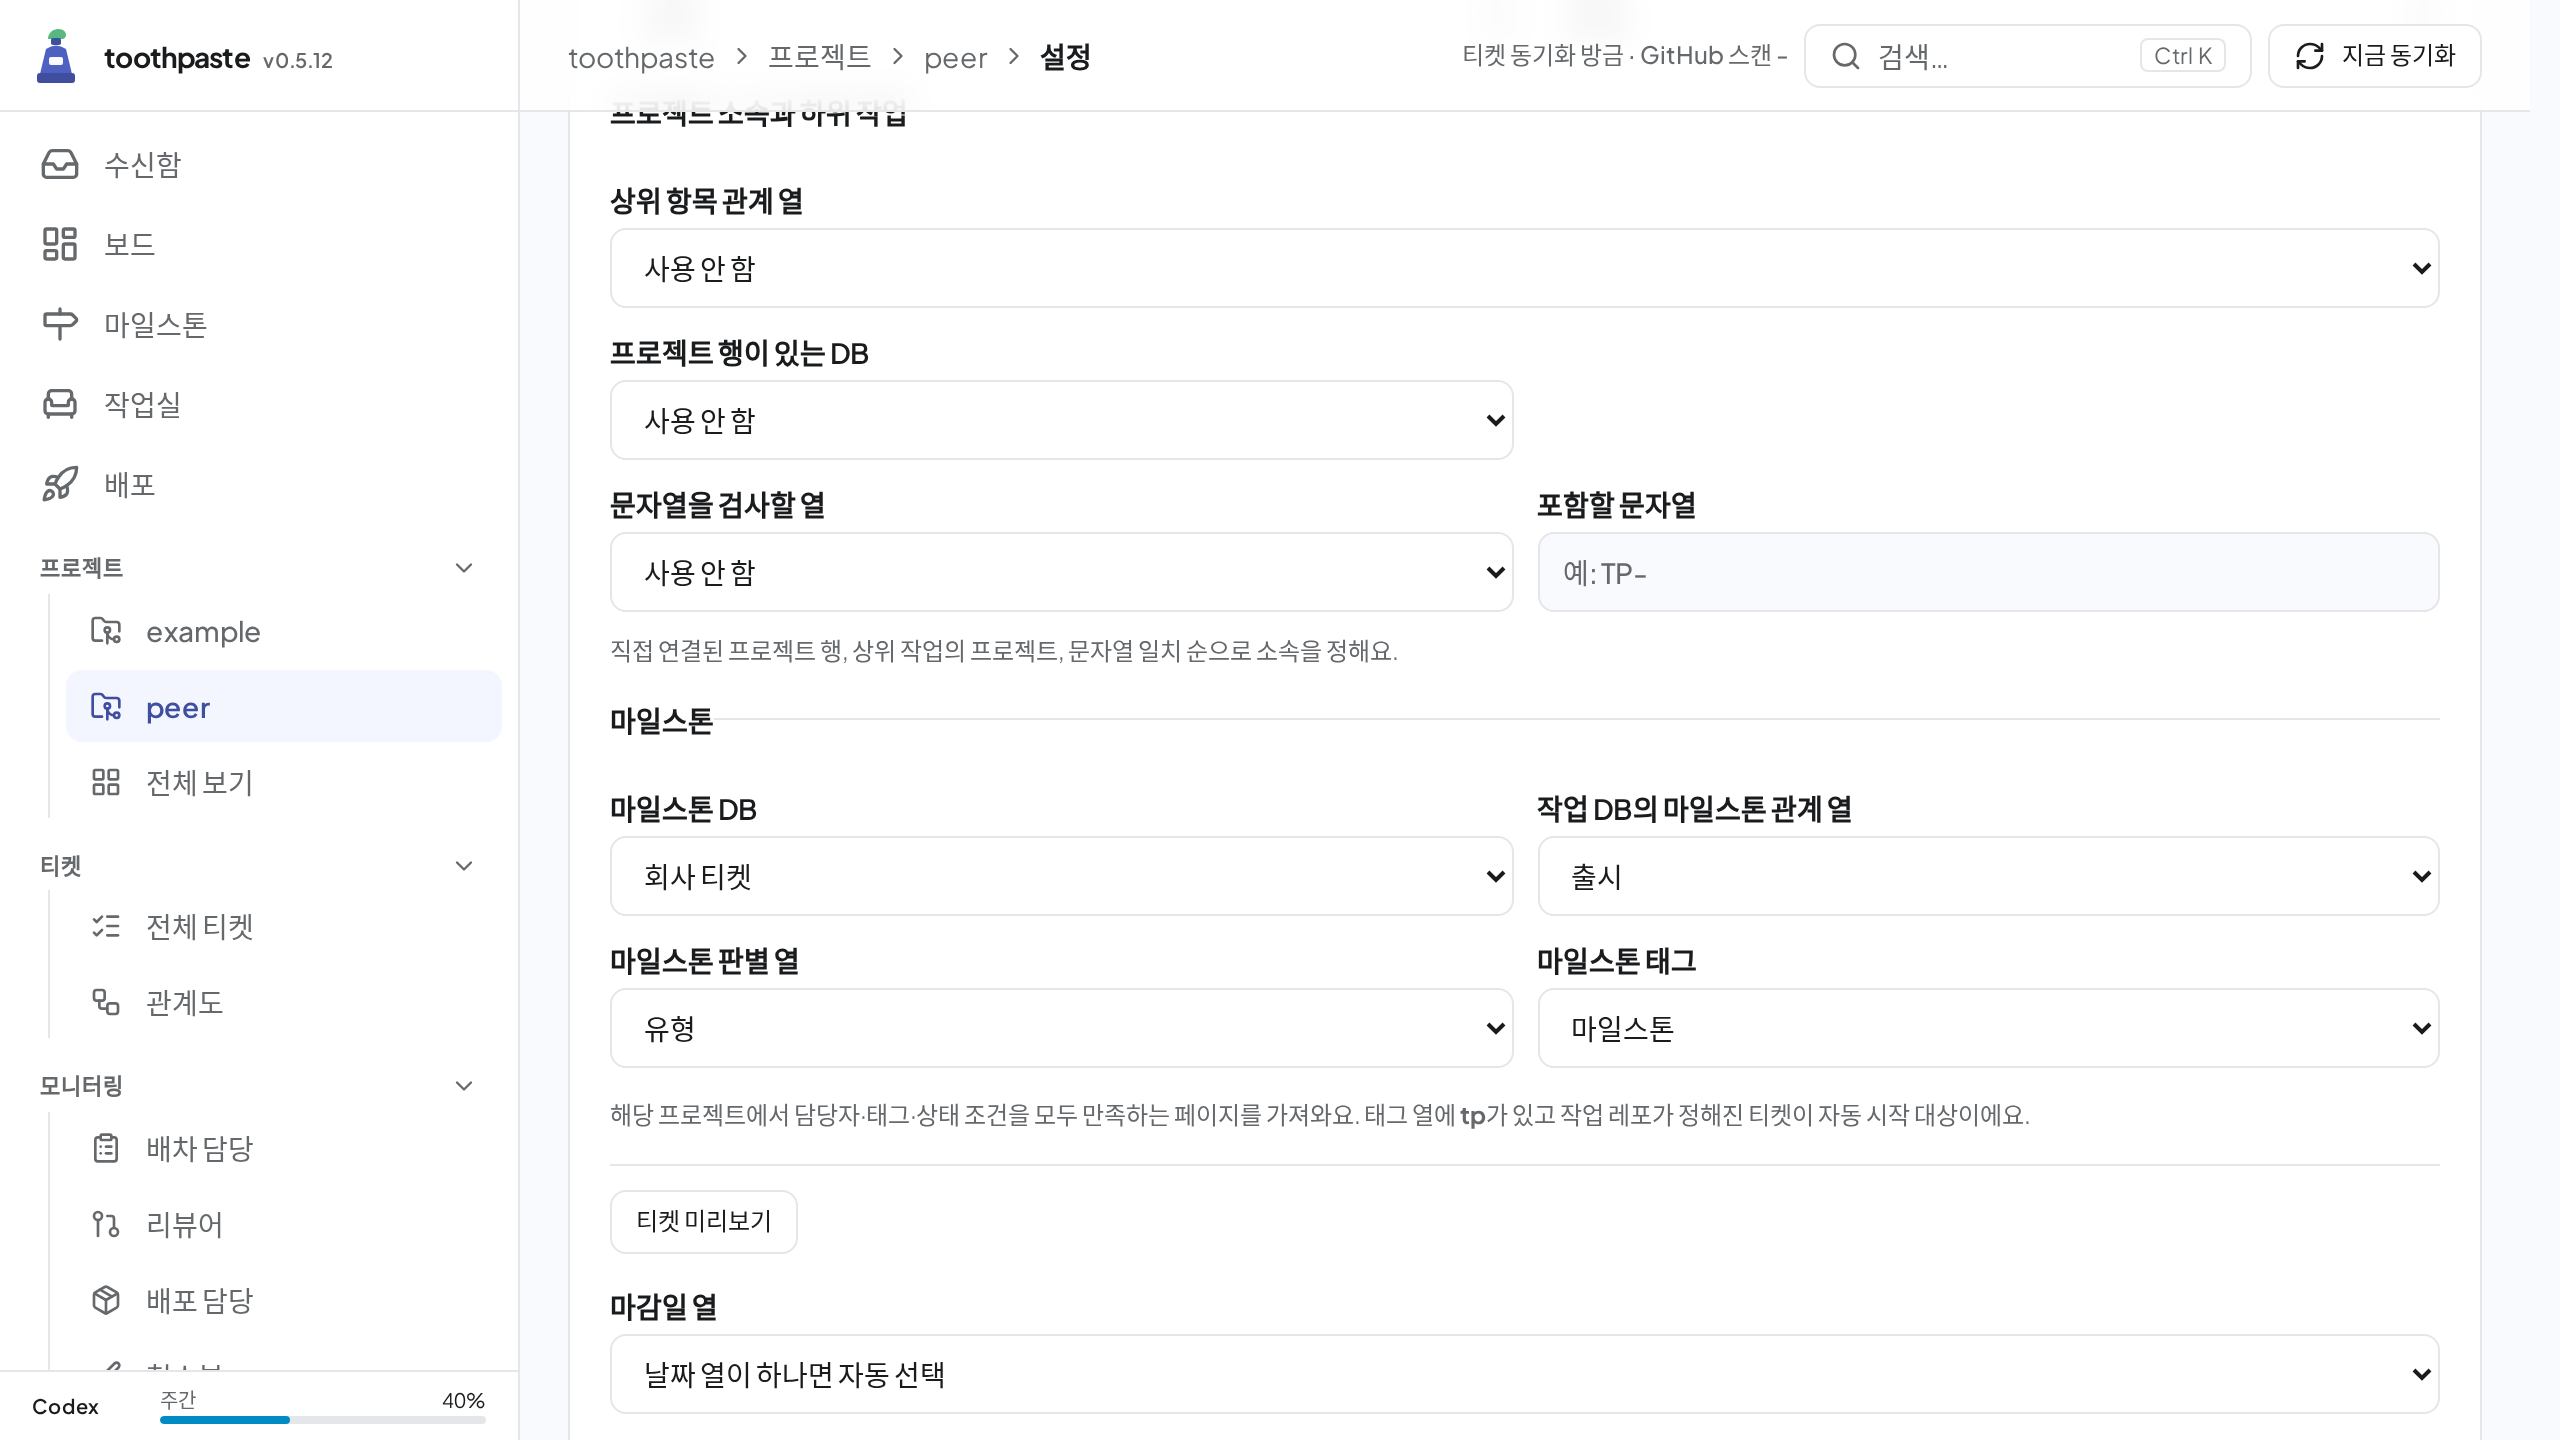 toothpaste v0.5.12
toothpaste > 프로젝트 > peer > 설정
티켓 동기화 방금 · GitHub 스캔 -
검색...
Ctrl K
지금 동기화
수신함
보드
마일스톤
작업실
배포
프로젝트
example
peer
전체 보기
티켓
전체 티켓
관계도
모니터링
배차 담당
리뷰어
배포 담당
Codex
주간
40%
프로젝트 소속과 하위 작업
상위 항목 관계 열
사용 안 함
프로젝트 행이 있는 DB
사용 안 함
문자열을 검사할 열
포함할 문자열
사용 안 함
예: TP-
직접 연결된 프로젝트 행, 상위 작업의 프로젝트, 문자열 일치 순으로 소속을 정해요.
마일스톤
마일스톤 DB
작업 DB의 마일스톤 관계 열
회사 티켓
출시
마일스톤 판별 열
마일스톤 태그
유형
마일스톤
해당 프로젝트에서 담당자·태그·상태 조건을 모두 만족하는 페이지를 가져와요. 태그 열에 tp가 있고 작업 레포가 정해진 티켓이 자동 시작 대상이에요.
티켓 미리보기
마감일 열
날짜 열이 하나면 자동 선택